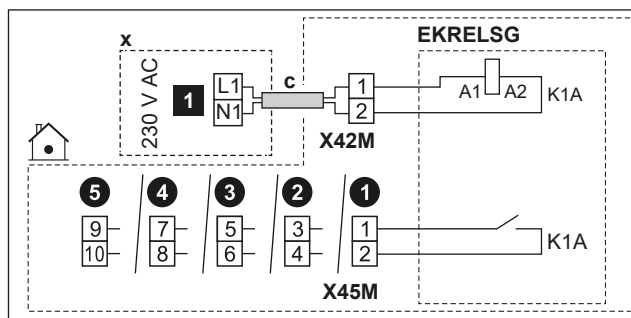 x
EKRELSG
230 V AC
1
L1
N1
c
1
2
A1 A2
K1A
X42M
5 4 3 2 1
9 7 5 3 1
10 8 6 4 2
K1A
X45M